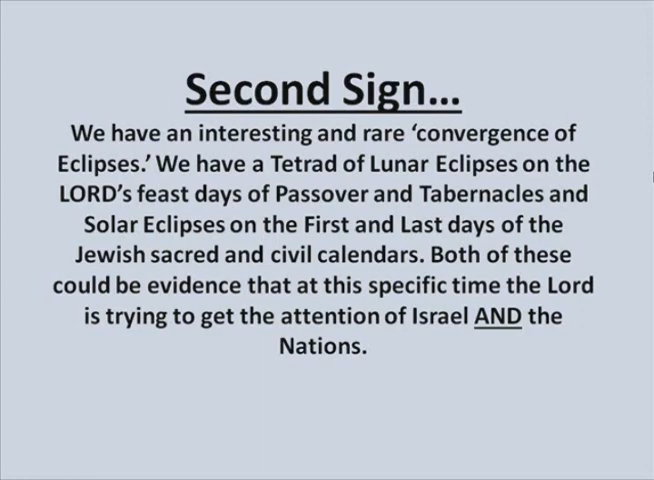 Second Sign...
We have an interesting and rare ‘convergence of
Eclipses.’ We have a Tetrad of Lunar Eclipses on the
LORD’s feast days of Passover and Tabernacles and
Solar Eclipses on the First and Last days of the
Jewish sacred and civil calendars. Both of these
could be evidence that at this specific time the Lord
is trying to get the attention of Israel AND the
Nations.